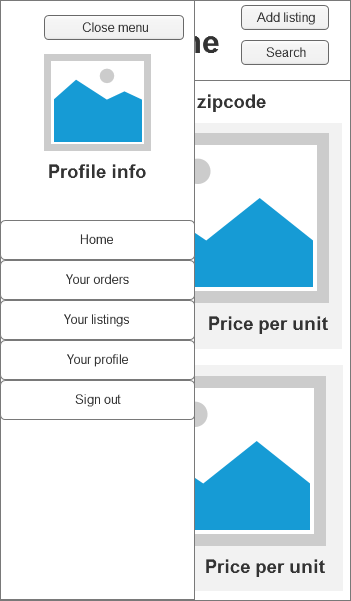 Close menu
Profile info
Home
Your orders
Your listings
Your profile
Sign out
Add listing
Search
zipcode
Price per unit
Price per unit